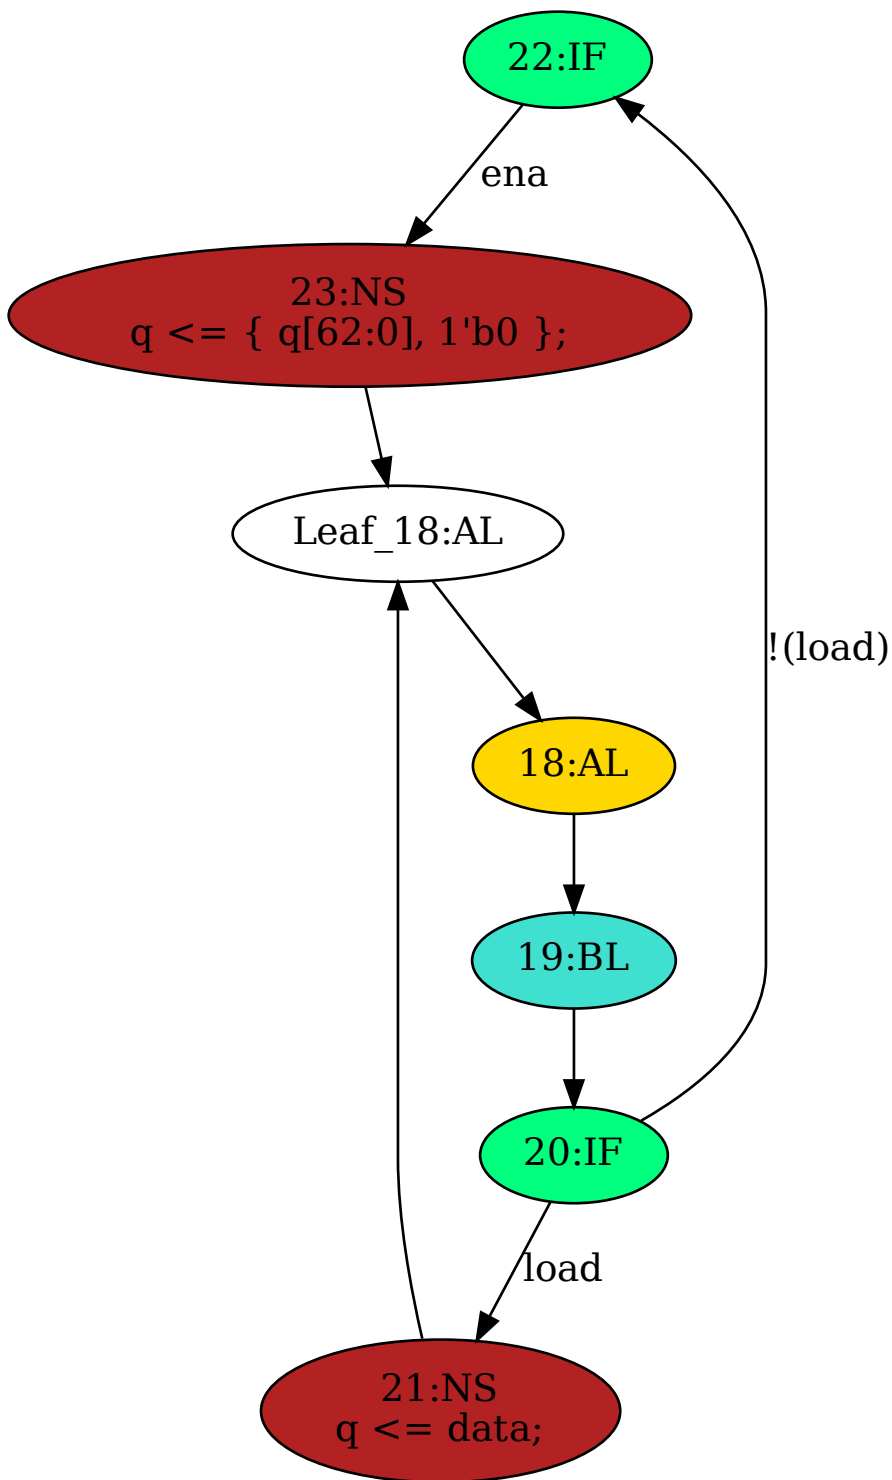 22:IF
ena
23:NS
q <= { q[62:0], 1'b0 };
Leaf_18:AL
!(load)
18:AL
19:BL
20:IF
load
21:NS
q <= data;